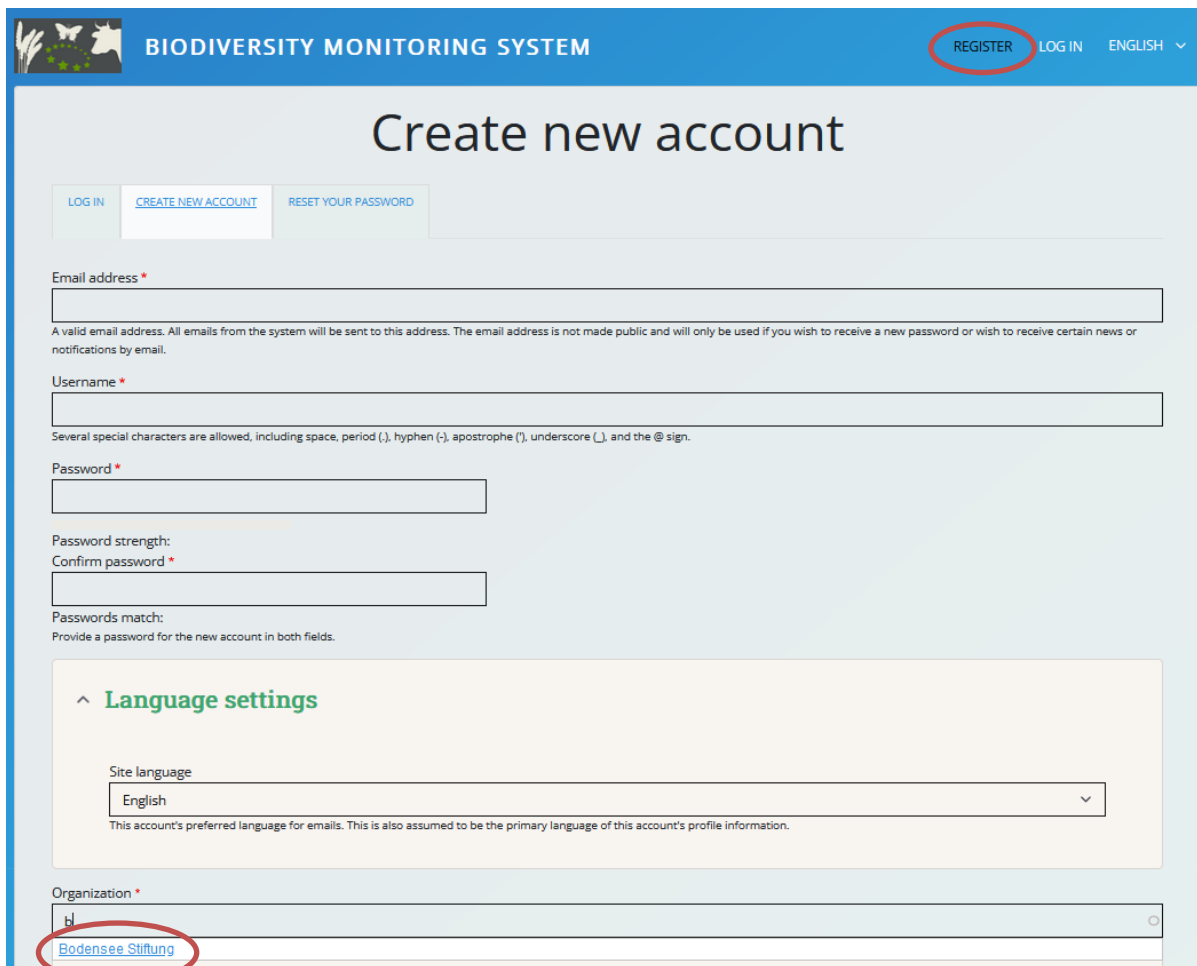 BIODIVERSITY MONITORING SYSTEM
REGISTER LOG IN ENGLISH
Create new account
LOG IN CREATE NEW ACCOUNT RESET YOUR PASSWORD
Email address *
A valid email address. All emails from the system will be sent to this address. The email address is not made public and will only be used if you wish to receive a new password or wish to receive certain news or
notifications by email.
Username *
Several special characters are allowed, including space, period (.), hyphen (-), apostrophe ('), underscore (_), and the @ sign.
Password *
Password strength:
Confirm password *
Passwords match:
Provide a password for the new account in both fields.
Language settings
Site language
English
This account's preferred language for emails. This is also assumed to be the primary language of this account's profile information.
Organization *
b
Bodensee Stiftung